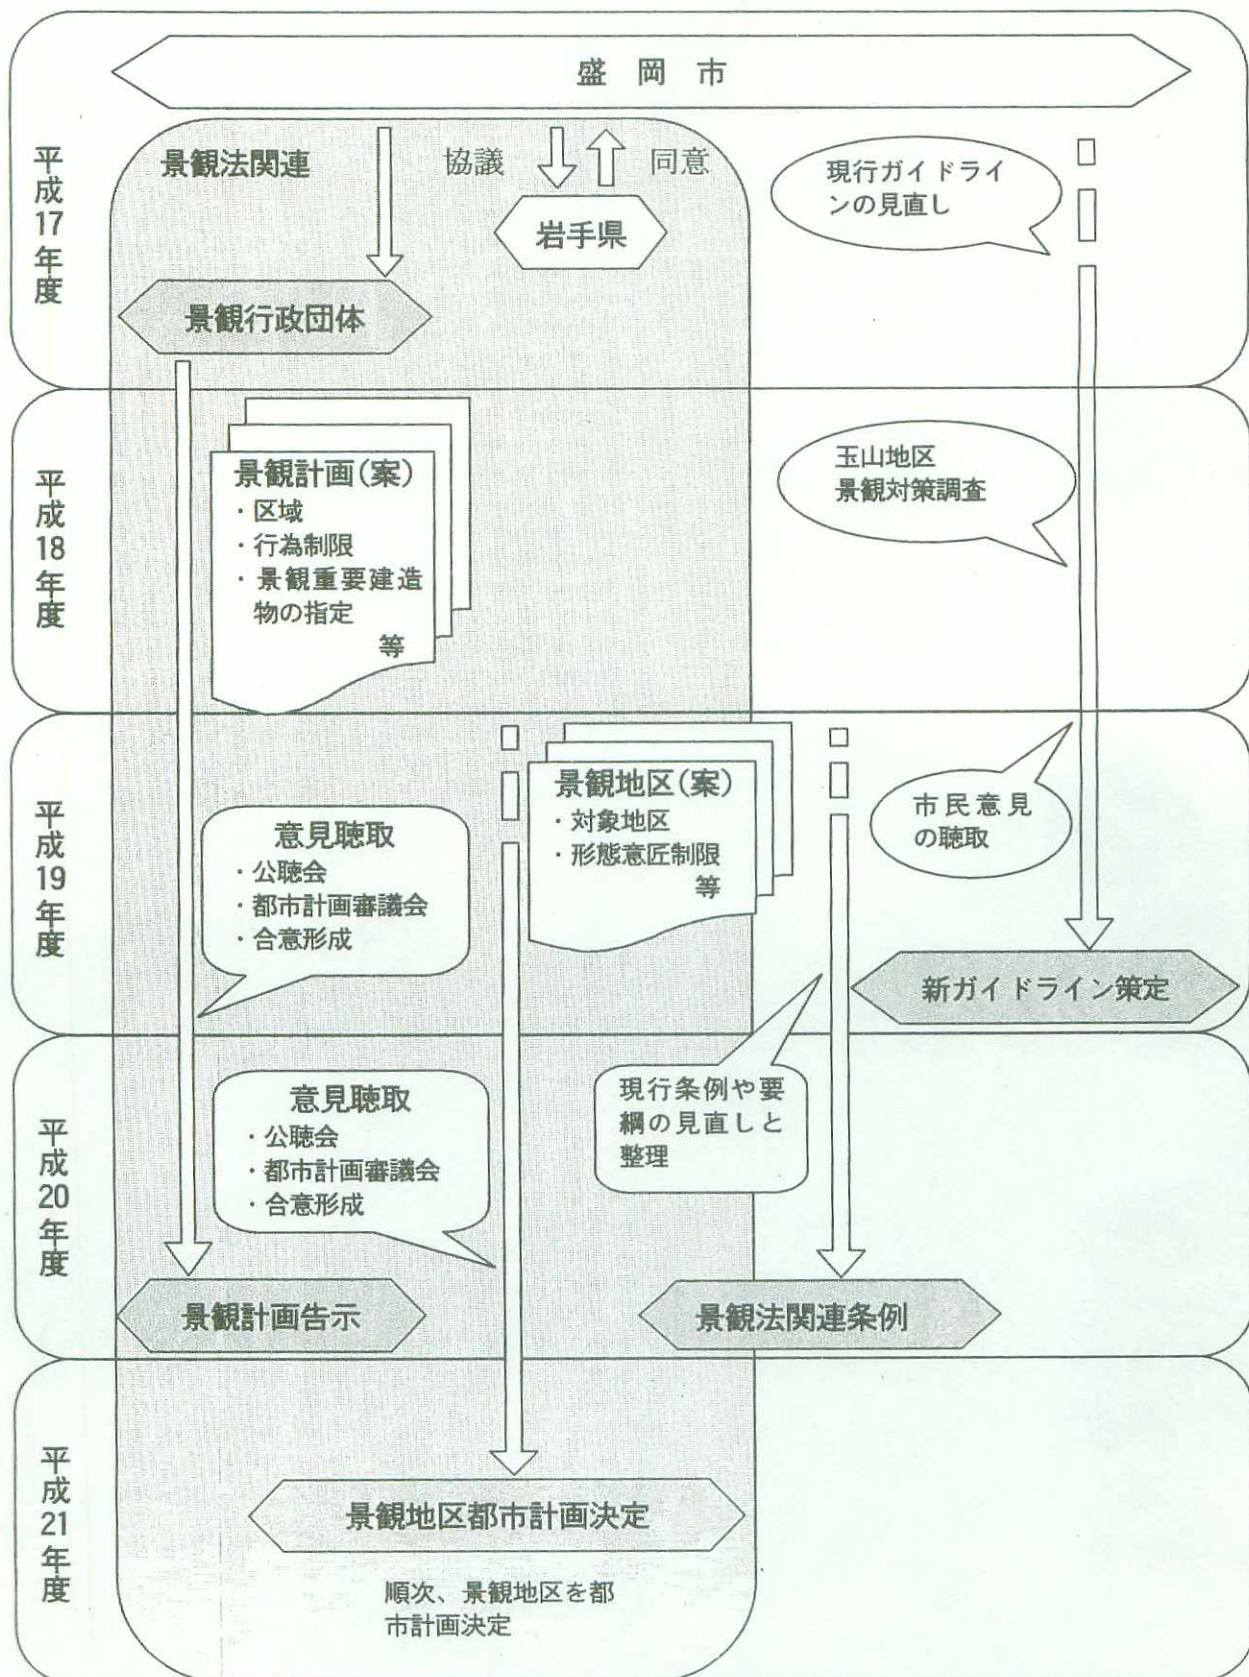 盛岡市
平成17年度
景観法関連
協議
同意
岩手県
景観行政団体
現行ガイドライ
ンの見直し
平成18年度
景観計画(案)
・区域
・行為制限
・景観重要建造
物の指定
等
玉山地区
景観対策調査
平成19年度
意見聴取
・公聴会
・都市計画審議会
・合意形成
景観地区(案)
・対象地区
・形態意匠制限
等
市民意見
の聴取
新ガイドライン策定
平成20年度
意見聴取
・公聴会
・都市計画審議会
・合意形成
現行条例や要
綱の見直しと
整理
景観計画告示
景観法関連条例
平成21年度
景観地区都市計画決定
順次、景観地区を都
市計画決定